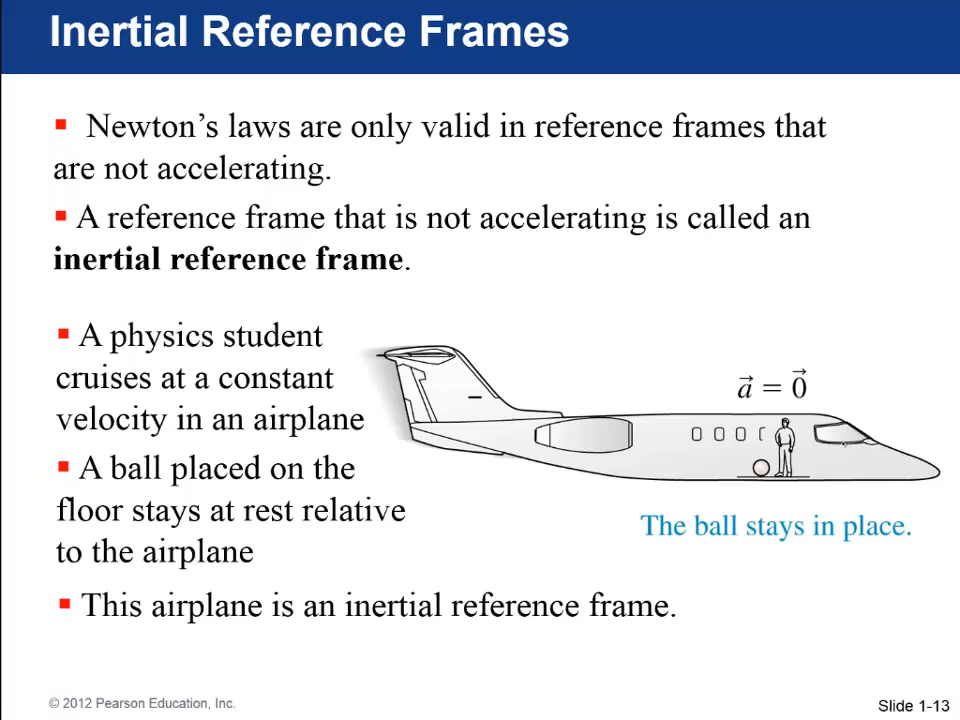 Inertial Reference Frames
▪ Newton’s laws are only valid in reference frames that
are not accelerating.
▪ A reference frame that is not accelerating is called an
inertial reference frame.
▪ A physics student
cruises at a constant
velocity in an airplane
▪ A ball placed on the
floor stays at rest relative
to the airplane
a⃗ = 0⃗
The ball stays in place.
▪ This airplane is an inertial reference frame.
© 2012 Pearson Education, Inc.
Slide 1-13